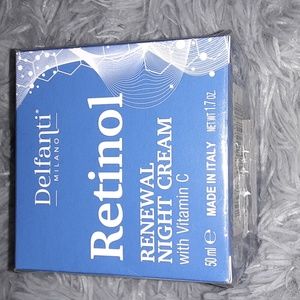 Delfanti
MILANO
Retinol
RENEWAL
NIGHT CREAM
with Vitamin C
50 ml ℮ MADE IN ITALY NET WT 1.7 OZ